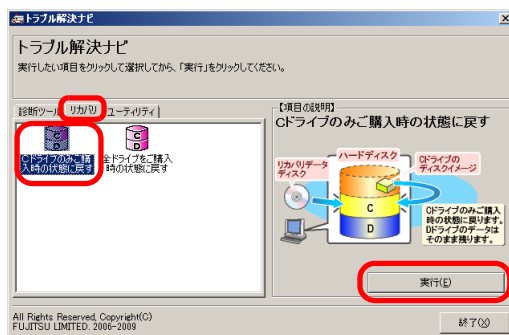 トラブル解決ナビ
トラブル解決ナビ
実行したい項目をクリックして選択してから、「実行」をクリックしてください。
診断ツール
リカバリ
ユーティリティ
C
D
Cドライブのみご購
入時の状態に戻す
C
D
全ドライブをご購入
時の状態に戻す
【項目の説明】
Cドライブのみご購入時の状態に戻す
リカバリデータ
ディスク
ハードディスク
Cドライブの
ディスクイメージ
C
D
Cドライブのみご購入
時の状態に戻ります。
Dドライブのデータは
そのまま残ります。
実行(E)
All Rights Reserved, Copyright(C)
FUJITSU LIMITED. 2006-2009
終了(X)